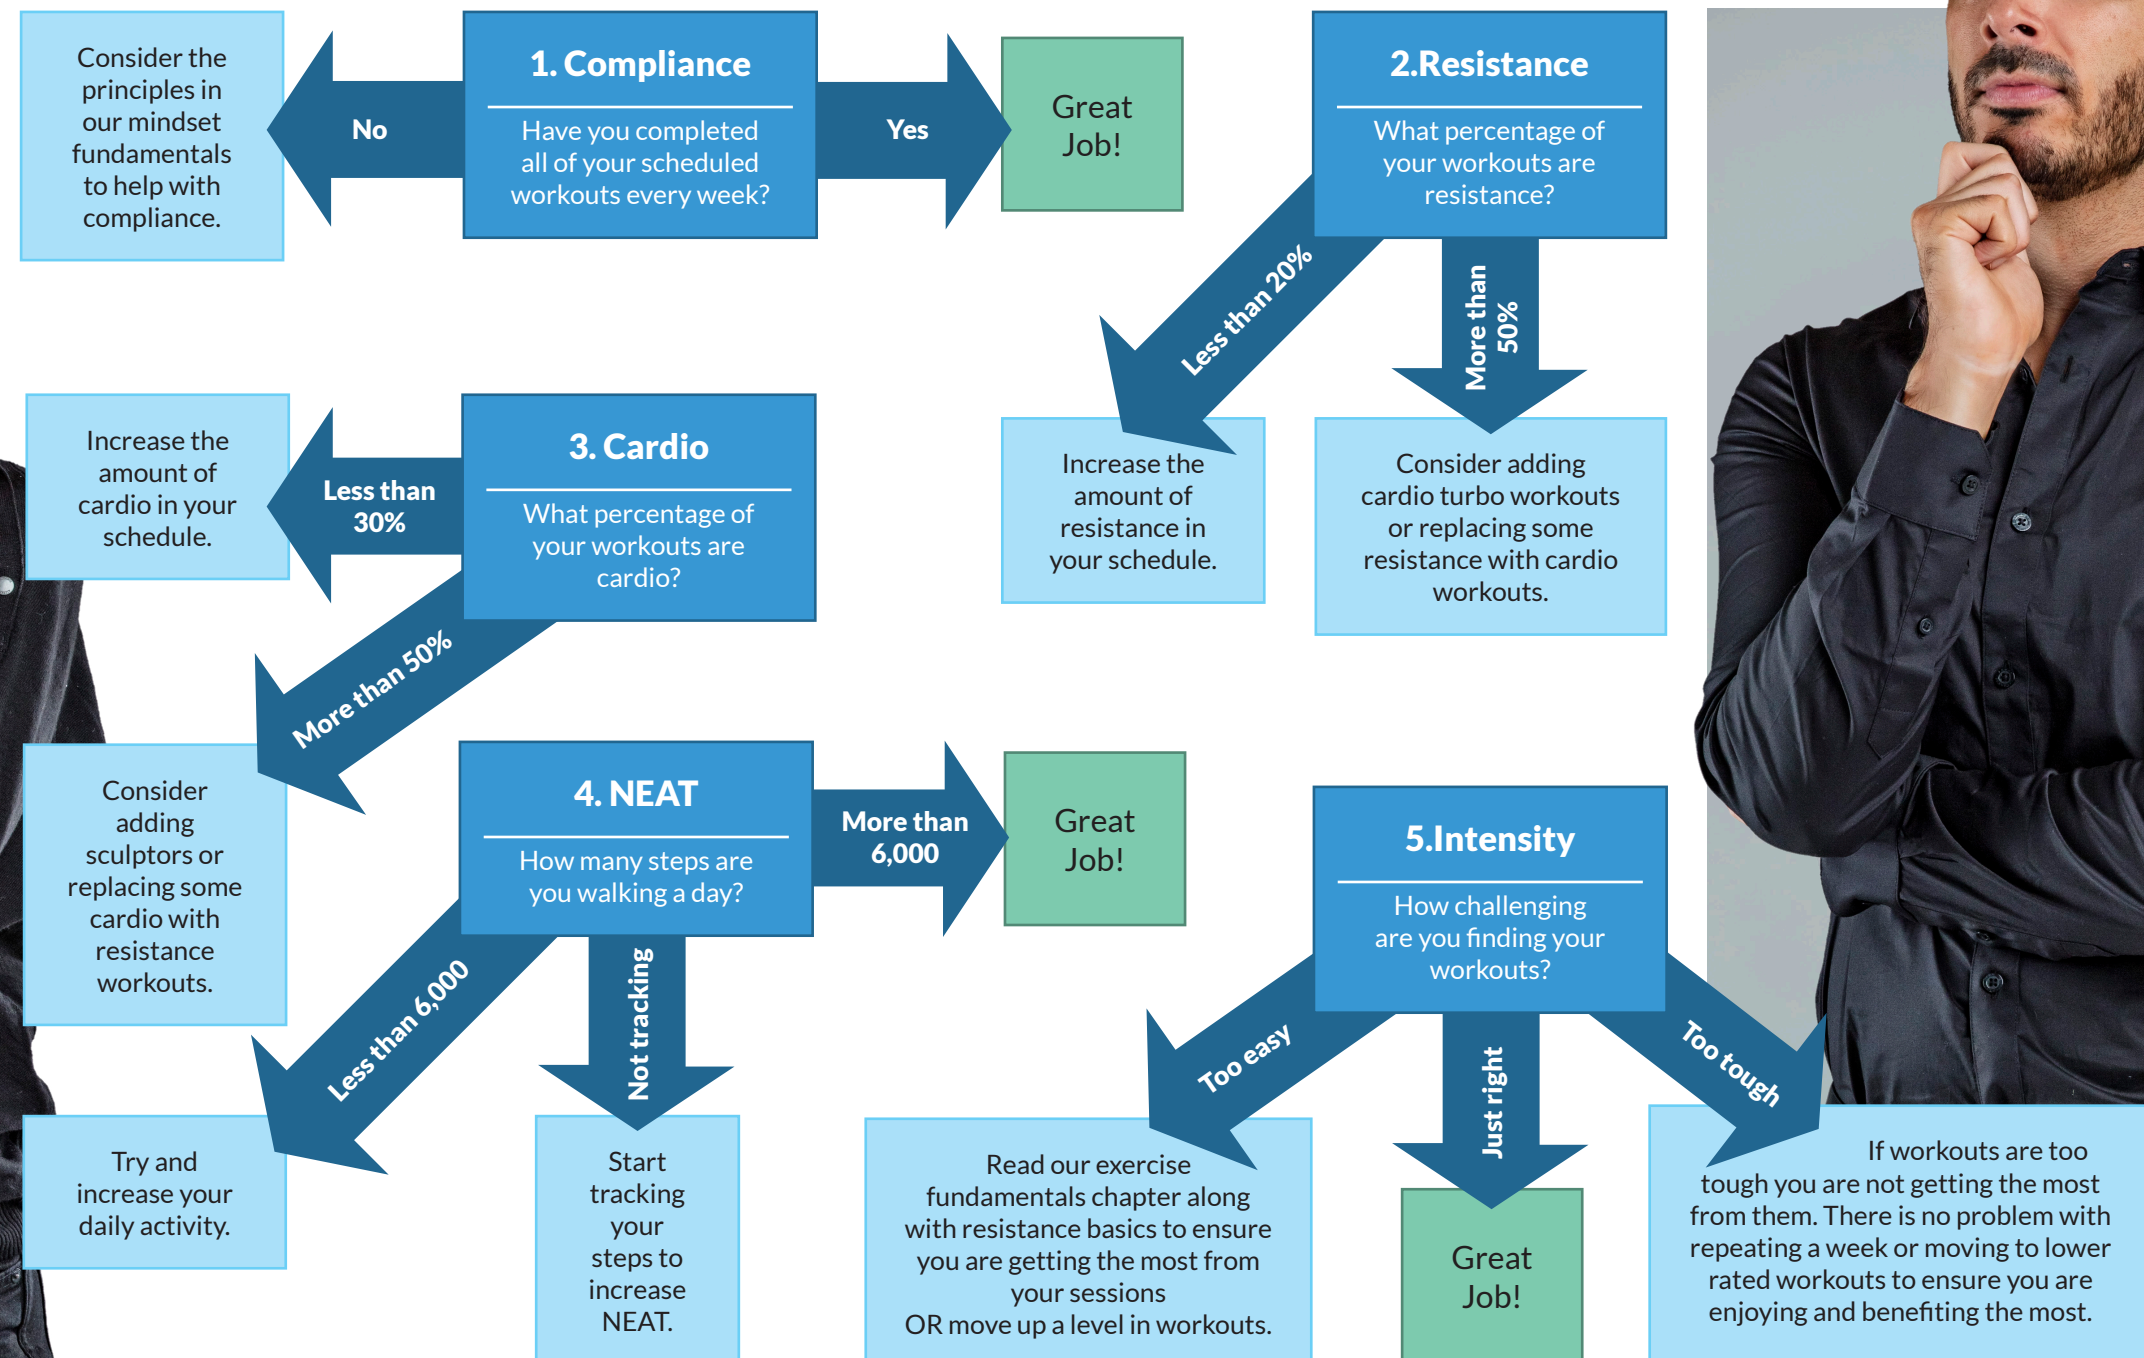 1. Compliance
Have you completed
all of your scheduled
workouts every week?
No
Consider the
principles in
our mindset
fundamentals
to help with
compliance.
Yes
Great
Job!
2.Resistance
What percentage of
your workouts are
resistance?
Less than 20%
Increase the
amount of
resistance in
your schedule.
More than
50%
Consider adding
cardio turbo workouts
or replacing some
resistance with cardio
workouts.
3. Cardio
What percentage of
your workouts are
cardio?
Less than
30%
Increase the
amount of
cardio in your
schedule.
More than 50%
Consider
adding
sculptors or
replacing some
cardio with
resistance
workouts.
4. NEAT
How many steps are
you walking a day?
More than
6,000
Great
Job!
Less than 6,000
Try and
increase your
daily activity.
Not tracking
Start
tracking
your
steps to
increase
NEAT.
5.Intensity
How challenging
are you finding your
workouts?
Too easy
Read our exercise
fundamentals chapter along
with resistance basics to ensure
you are getting the most from
your sessions
OR move up a level in workouts.
Just right
Great
Job!
Too tough
If workouts are too
tough you are not getting the most
from them. There is no problem with
repeating a week or moving to lower
rated workouts to ensure you are
enjoying and benefiting the most.